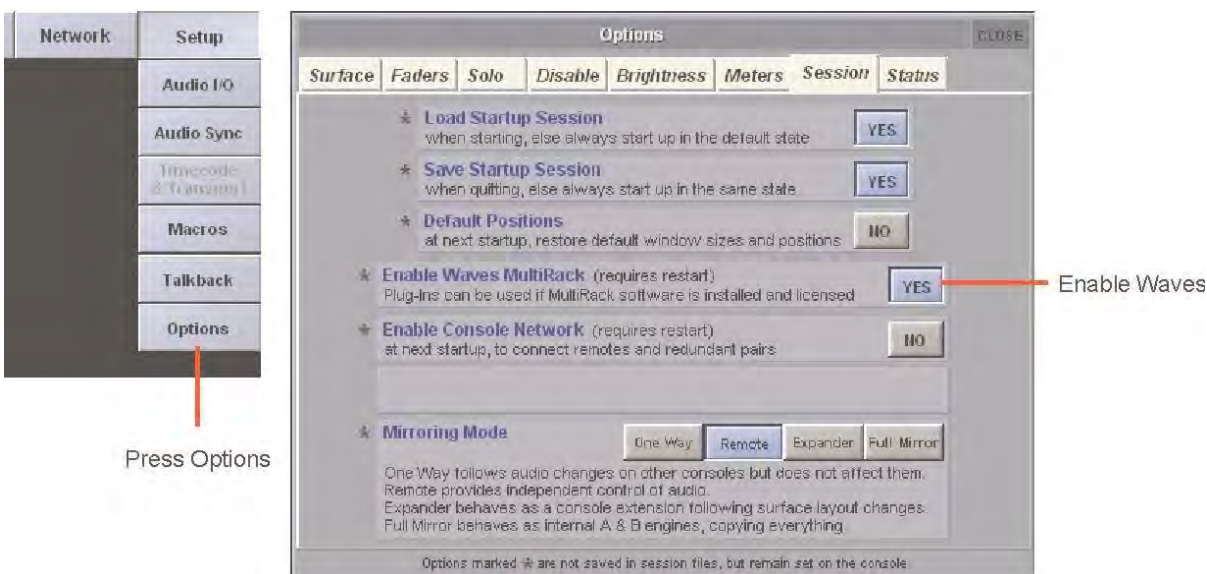 Network
Setup
Audio I/O
Audio Sync
Timecode
& Transport
Macros
Talkback
Options
Press Options
Options
CLOSE
Surface Faders Solo Disable Brightness Meters Session Status
* Load Startup Session
when starting, else always start up in the default state
YES
* Save Startup Session
when quitting, else always start up in the same state
YES
* Default Positions
at next startup, restore default window sizes and positions
NO
* Enable Waves MultiRack (requires restart)
Plug-Ins can be used if MultiRack software is installed and licensed
YES
Enable Waves
* Enable Console Network (requires restart)
at next startup, to connect remotes and redundant pairs
NO
* Mirroring Mode
One Way Remote Expander Full Mirror
One Way follows audio changes on other consoles but does not affect them.
Remote provides independent control of audio.
Expander behaves as a console extension following surface layout changes.
Full Mirror behaves as internal A & B engines, copying everything
Options marked * are not saved in session files, but remain set on the console